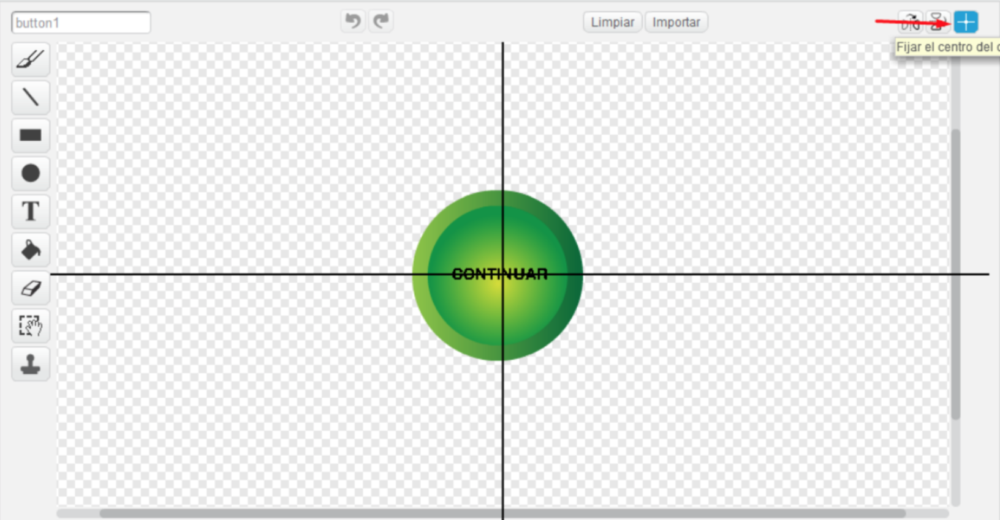 button1
Limpiar
Importar
Fijar el centro del
T
CONTINUAR